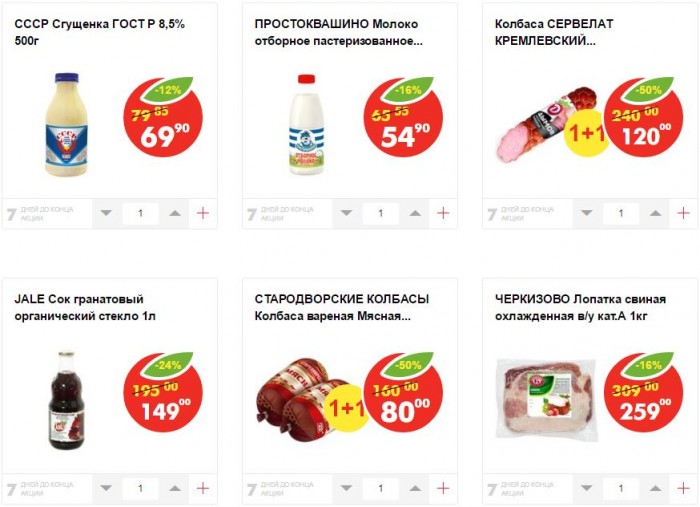 СССР Сгущенка ГОСТ Р 8,5%
500г
-12%
79 85
69 90
7 ДНЕЙ ДО КОНЦА
АКЦИИ
1
+
ПРОСТОКВАШИНО Молоко
отборное пастеризованное...
-16%
65 55
54 90
ОТБОРНОЕ
МОЛОКО
7 ДНЕЙ ДО КОНЦА
АКЦИИ
1
+
Колбаса СЕРВЕЛАТ
КРЕМЛЕВСКИЙ...
-50%
240 00
1+1
120 00
7 ДНЕЙ ДО КОНЦА
АКЦИИ
1
+
JALE Сок гранатовый
органический стекло 1л
-24%
195 00
149 00
7 ДНЕЙ ДО КОНЦА
АКЦИИ
1
+
СТАРОДВОРСКИЕ КОЛБАСЫ
Колбаса вареная Мясная...
-50%
160 00
1+1
80 00
7 ДНЕЙ ДО КОНЦА
АКЦИИ
1
+
ЧЕРКИЗОВО Лопатка свиная
охлажденная в/у кат.А 1кг
-16%
309 00
259 00
7 ДНЕЙ ДО КОНЦА
АКЦИИ
1
+